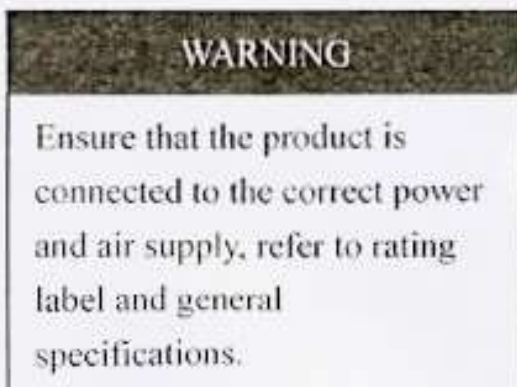 WARNING
Ensure that the product is
connected to the correct power
and air supply, refer to rating
label and general
specifications.